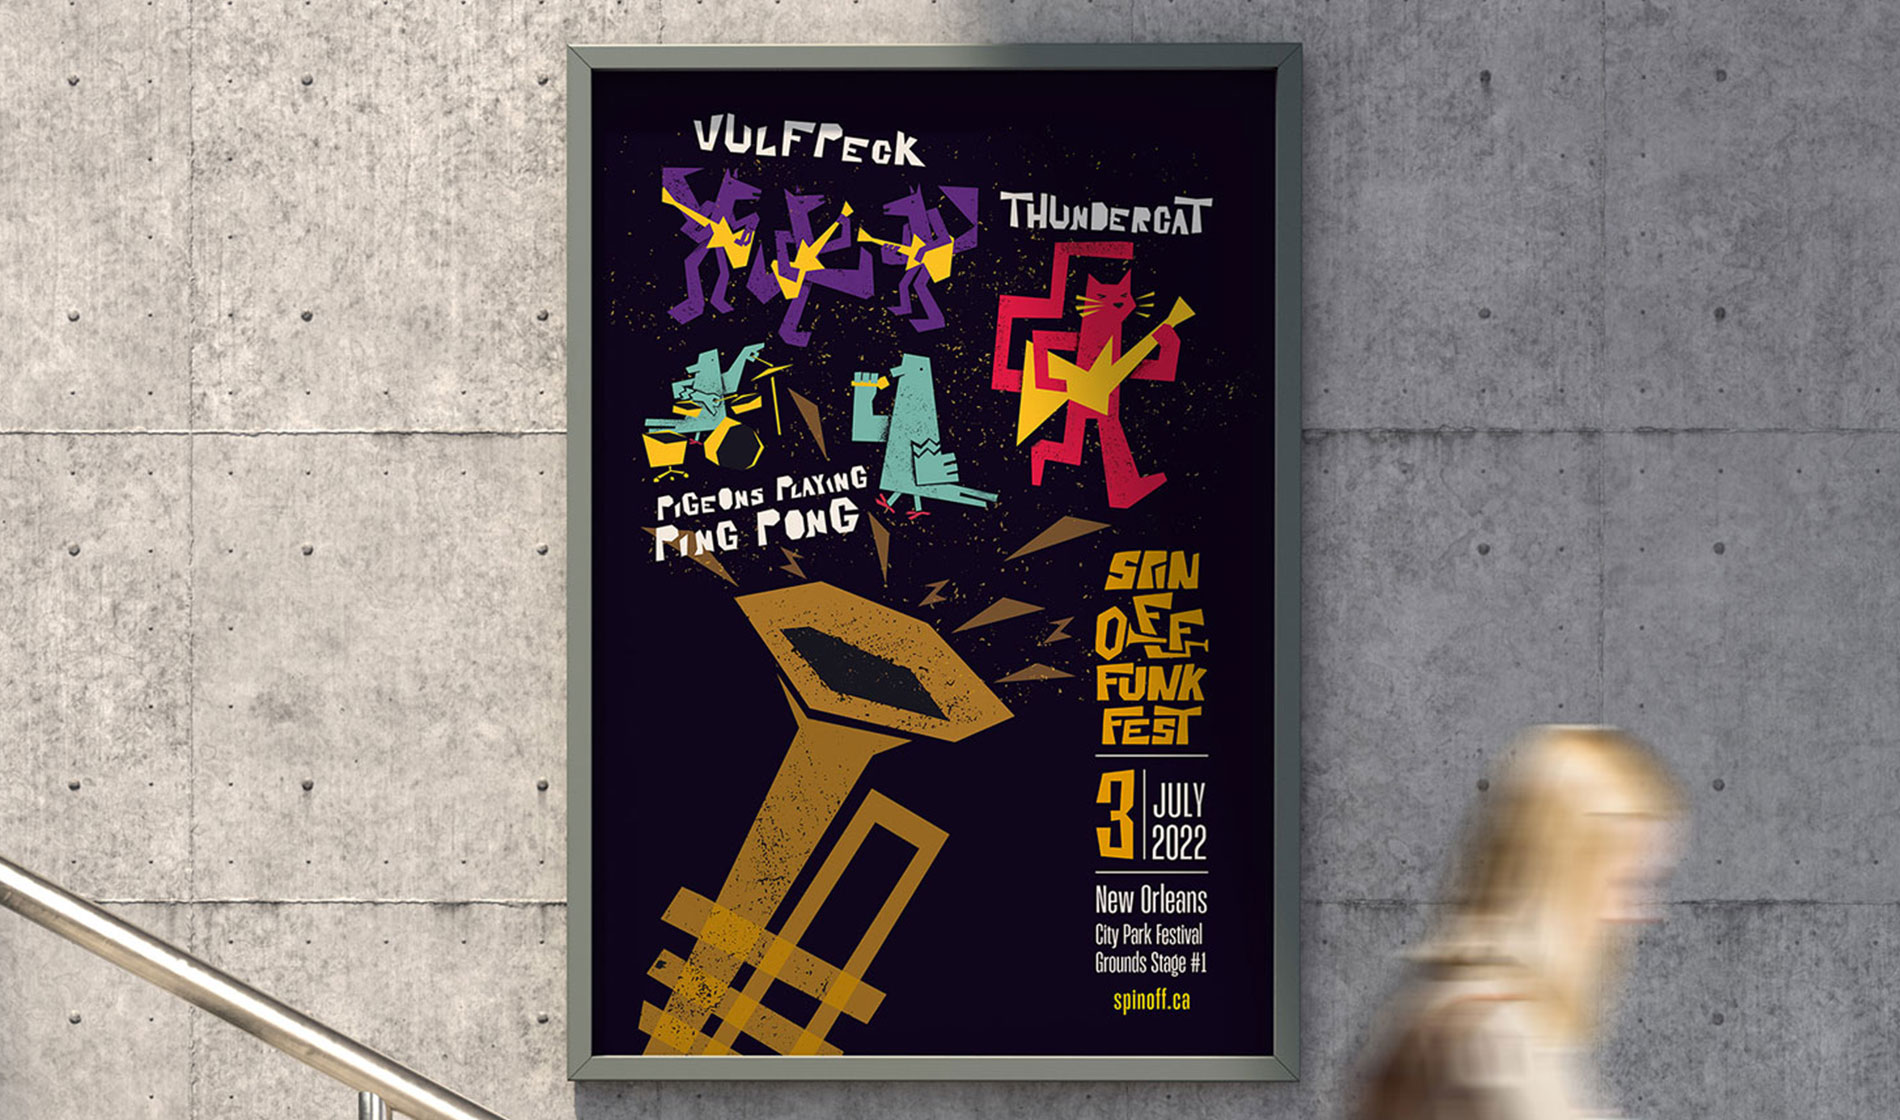 VULFPECK
THUNDERCAT
PIGEONS PLAYING
PING PONG
SPIN
OFF
FUNK
FEST
3
JULY
2022
New Orleans
City Park Festival
Grounds Stage #1
spinoff.ca